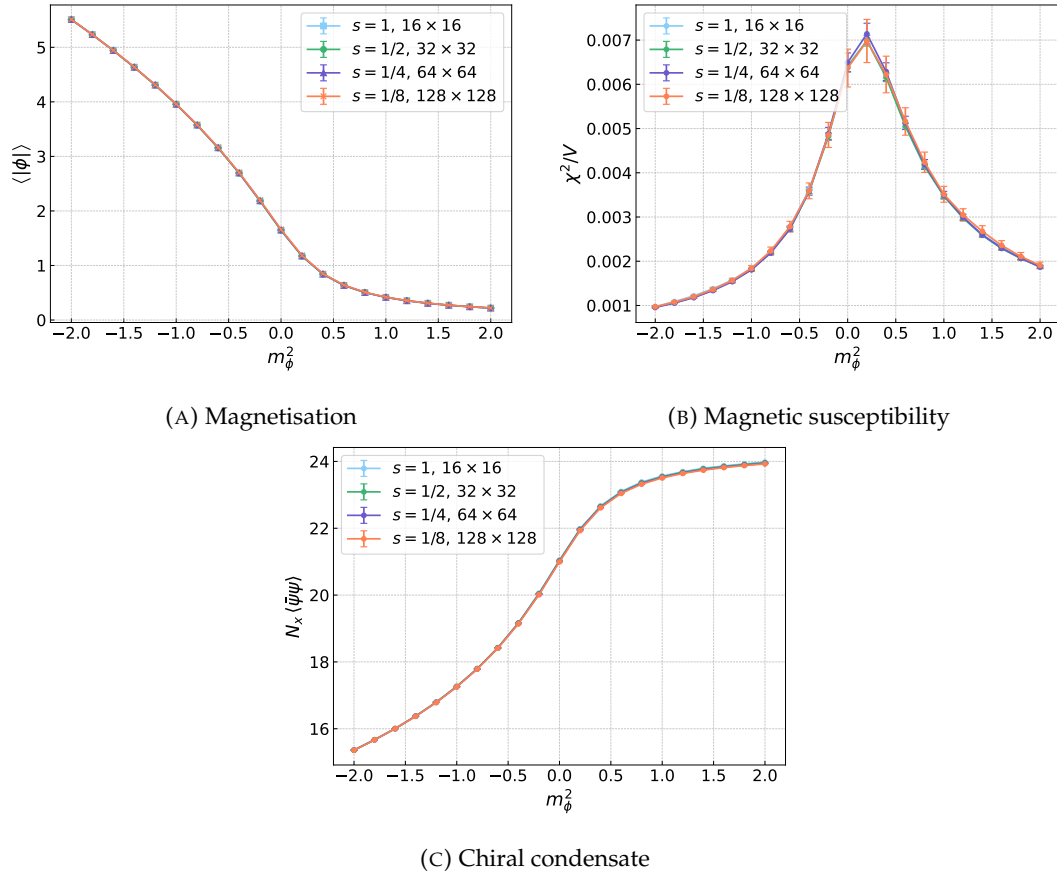 s = 1, 16 × 16
s = 1/2, 32 × 32
s = 1/4, 64 × 64
s = 1/8, 128 × 128
5
4
3
2
1
0
⟨|ϕ|⟩
−2.0 −1.5 −1.0 −0.5 0.0 0.5 1.0 1.5 2.0
m²_ϕ
(A) Magnetisation
s = 1, 16 × 16
s = 1/2, 32 × 32
s = 1/4, 64 × 64
s = 1/8, 128 × 128
0.007
0.006
0.005
0.004
0.003
0.002
0.001
χ²/V
−2.0 −1.5 −1.0 −0.5 0.0 0.5 1.0 1.5 2.0
m²_ϕ
(B) Magnetic susceptibility
s = 1, 16 × 16
s = 1/2, 32 × 32
s = 1/4, 64 × 64
s = 1/8, 128 × 128
24
22
20
18
16
N_x ⟨ψ̄ψ⟩
−2.0 −1.5 −1.0 −0.5 0.0 0.5 1.0 1.5 2.0
m²_ϕ
(C) Chiral condensate